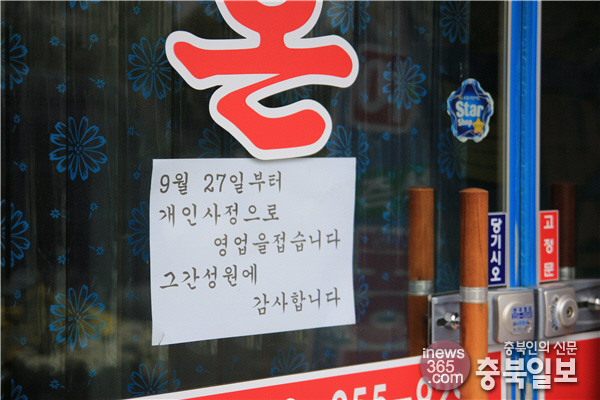 온
9월 27일부터
개인사정으로
영업을접습니다
그간성원에
감사합니다
Star
Shop
당기시오
고정문
inews
365.com
충북인의 신문
충북일보